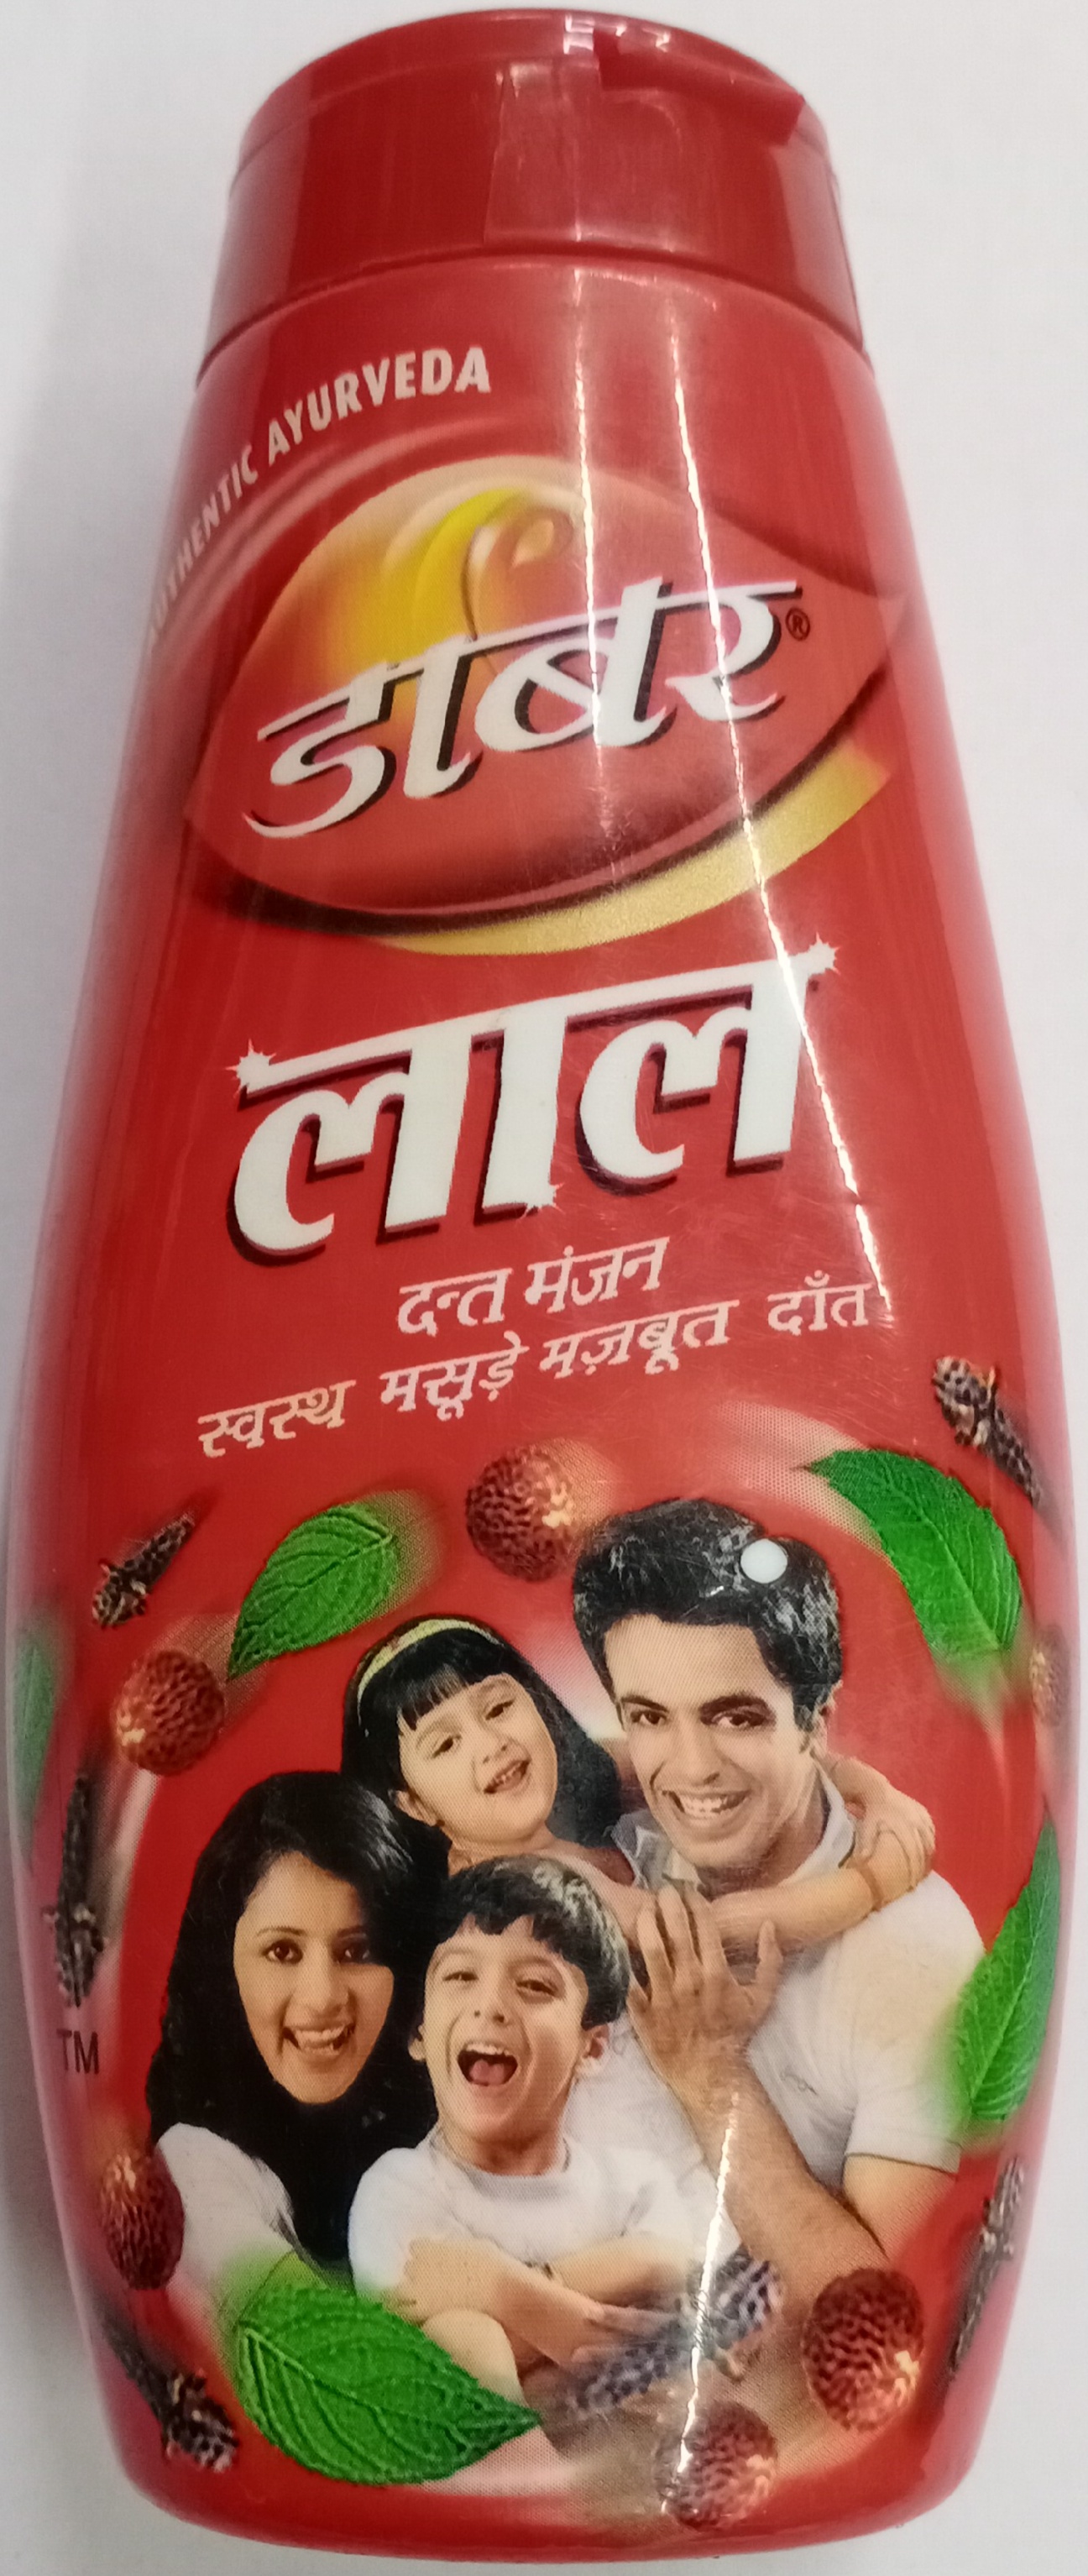 AUTHENTIC AYURVEDA
डाबर®
लाल
दन्त मंजन
स्वस्थ मसूड़े मज़बूत दाँत
TM